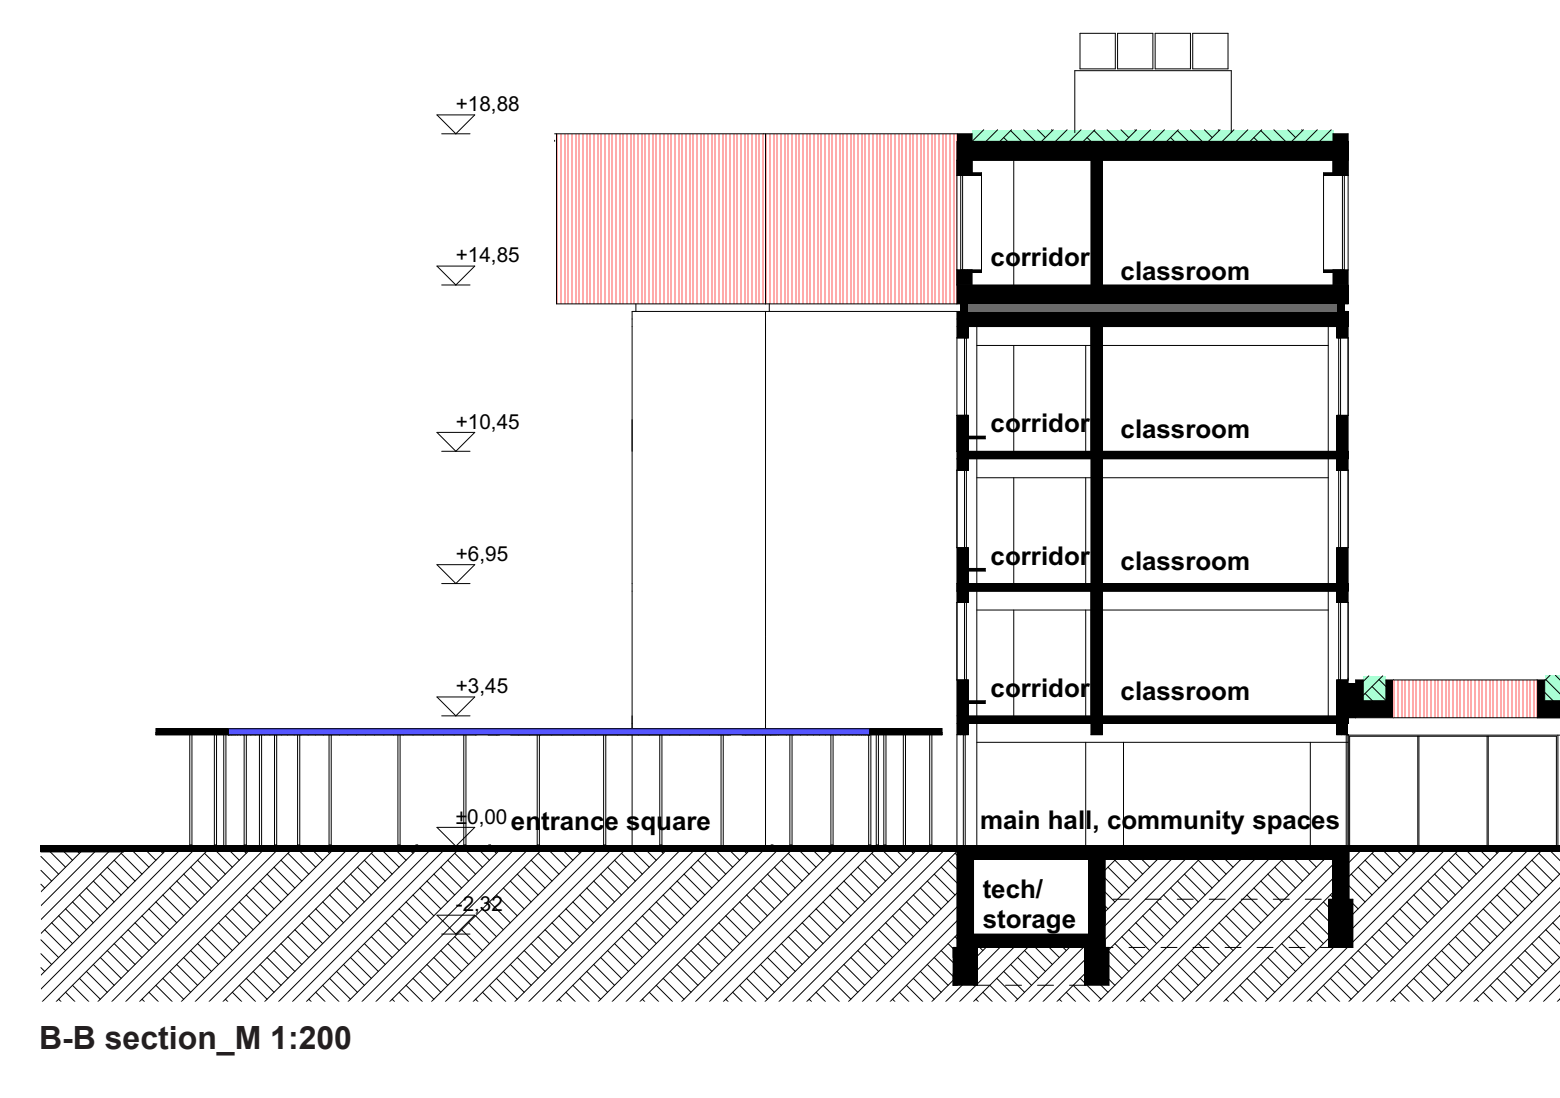 +18,88
+14,85
corridor classroom
+10,45
corridor classroom
+6,95
corridor classroom
+3,45
corridor classroom
±0,00 entrance square
main hall, community spaces
-2,32
tech/
storage
B-B section_M 1:200